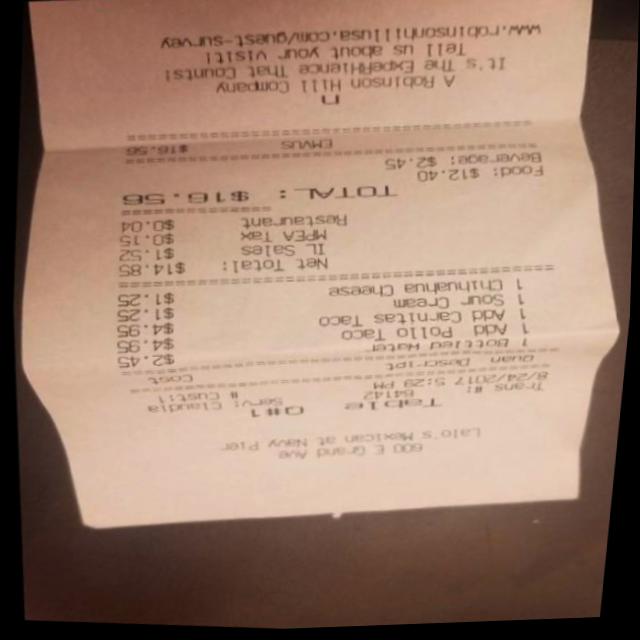 Lalo's Mexican at Navy Pier
600 E Grand Ave
Table Q#1
Trans #: 84142 Serv: Claudia
8/24/2017 5:29 PM # Cust:1
Quan Descript Cost
1 Bottled Water $2.45
1 Add Pollo Taco $4.95
1 Add Carnitas Taco $4.95
1 Sour Cream $1.25
1 Chihuahua Cheese $1.25
Net Total: $14.85
IL Sales $1.52
MPEA Tax $0.15
Restaurant $0.04
TOTAL: $16.56
Food: $12.40
Beverage: $2.45
EMVUS $16.56
n
A Robinson Hill Company
It's The ExpeRHience That Counts!
Tell us about your visit!
www.robinsonhillusa.com/guest-survey